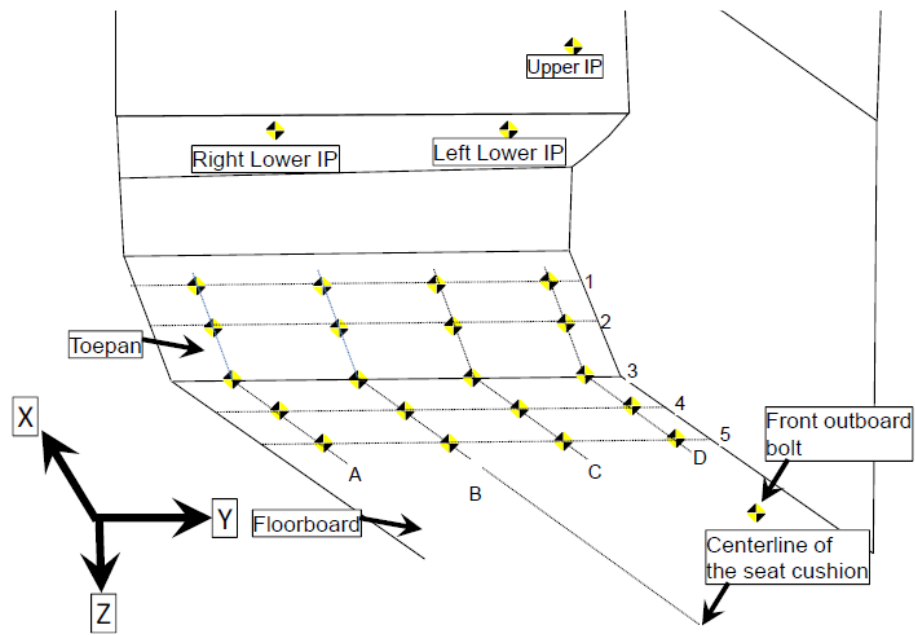 Upper IP
Right Lower IP
Left Lower IP
1
2
Toepan
3
4
5
X
Front outboard
bolt
A
B
C
D
Y
Floorboard
Centerline of
the seat cushion
Z